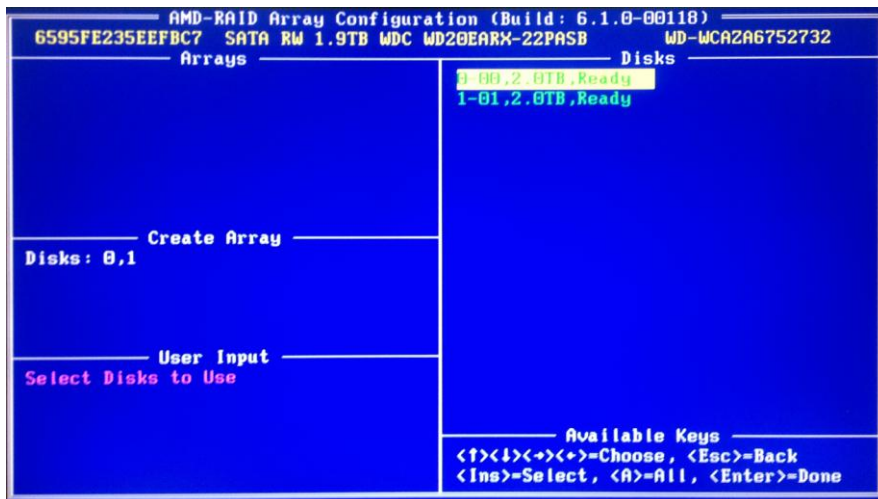 AMD-RAID Array Configuration (Build: 6.1.0-00118)
6595FE235EEFBC7 SATA RW 1.9TB WDC WD20EARX-22PASB WD-WCAZA6752732
Arrays
Disks
0-00,2.0TB,Ready
1-01,2.0TB,Ready
Create Array
Disks: 0,1
User Input
Select Disks to Use
Available Keys
<↑><↓><→><←>=Choose, <Esc>=Back
<Ins>=Select, <A>=All, <Enter>=Done